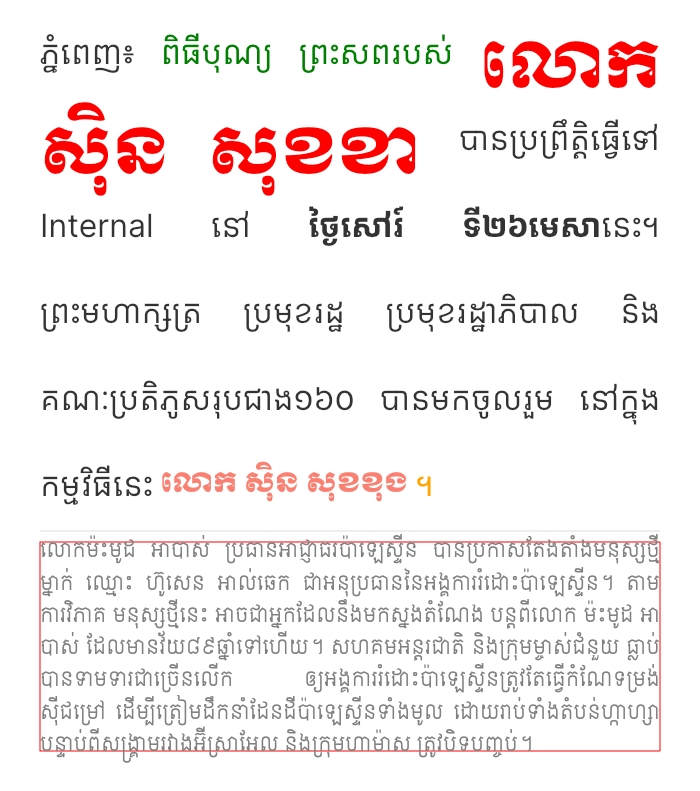 ភ្នំពេញ៖ ពិធីបុណ្យ ព្រះសពរបស់ លោក
ស៊ិន សុខខា បានប្រព្រឹត្តិធ្វើទៅ
Internal នៅ ថ្ងៃសៅរ៍ ទី២៦មេសានេះ។
ព្រះមហាក្សត្រ ប្រមុខរដ្ឋ ប្រមុខរដ្ឋាភិបាល និង
គណៈប្រតិភូសរុបជាង១៦០ បានមកចូលរួម នៅក្នុង
កម្មវិធីនេះ លោក ស៊ិន សុខខុង ។
លោកម៉ះមូដ អាបាស់ ប្រធានអាជ្ញាធរប៉ាឡេស្ទីន បានប្រកាសតែងតាំងមនុស្សថ្មី
ម្នាក់ ឈ្មោះ ហ៊ូសេន អាល់ឆេក ជាអនុប្រធាននៃអង្គការរំដោះប៉ាឡេស្ទីន។ តាម
ការវិភាគ មនុស្សថ្មីនេះ អាចជាអ្នកដែលនឹងមកស្នងតំណែង បន្តពីលោក ម៉ះមូដ អា
បាស់ ដែលមានវ័យ៨៩ឆ្នាំទៅហើយ។ សហគមអន្តរជាតិ និងក្រុមម្ចាស់ជំនួយ ធ្លាប់
បានទាមទារជាច្រើនលើក ឲ្យអង្គការរំដោះប៉ាឡេស្ទីនត្រូវតែធ្វើកំណែទម្រង់
ស៊ីជម្រៅ ដើម្បីត្រៀមដឹកនាំដែនដីប៉ាឡេស្ទីនទាំងមូល ដោយរាប់ទាំងតំបន់ហ្កាហ្សា
បន្ទាប់ពីសង្គ្រាមរវាងអ៊ីស្រាអែល និងក្រុមហាម៉ាស ត្រូវបិទបញ្ចប់។